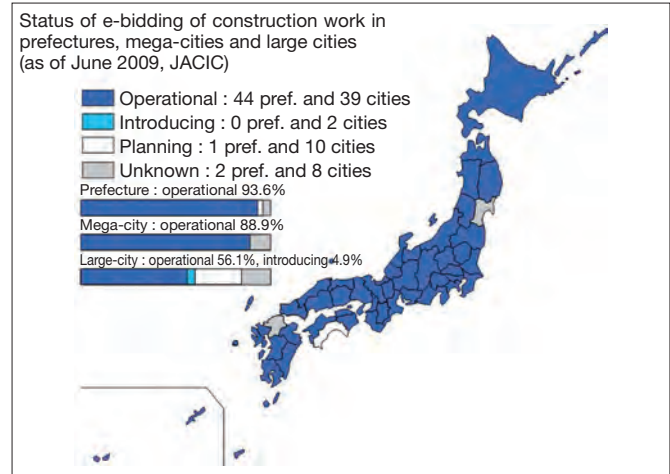 Status of e-bidding of construction work in
prefectures, mega-cities and large cities
(as of June 2009, JACIC)
Operational : 44 pref. and 39 cities
Introducing : 0 pref. and 2 cities
Planning : 1 pref. and 10 cities
Unknown : 2 pref. and 8 cities
Prefecture : operational 93.6%
Mega-city : operational 88.9%
Large-city : operational 56.1%, introducing 4.9%